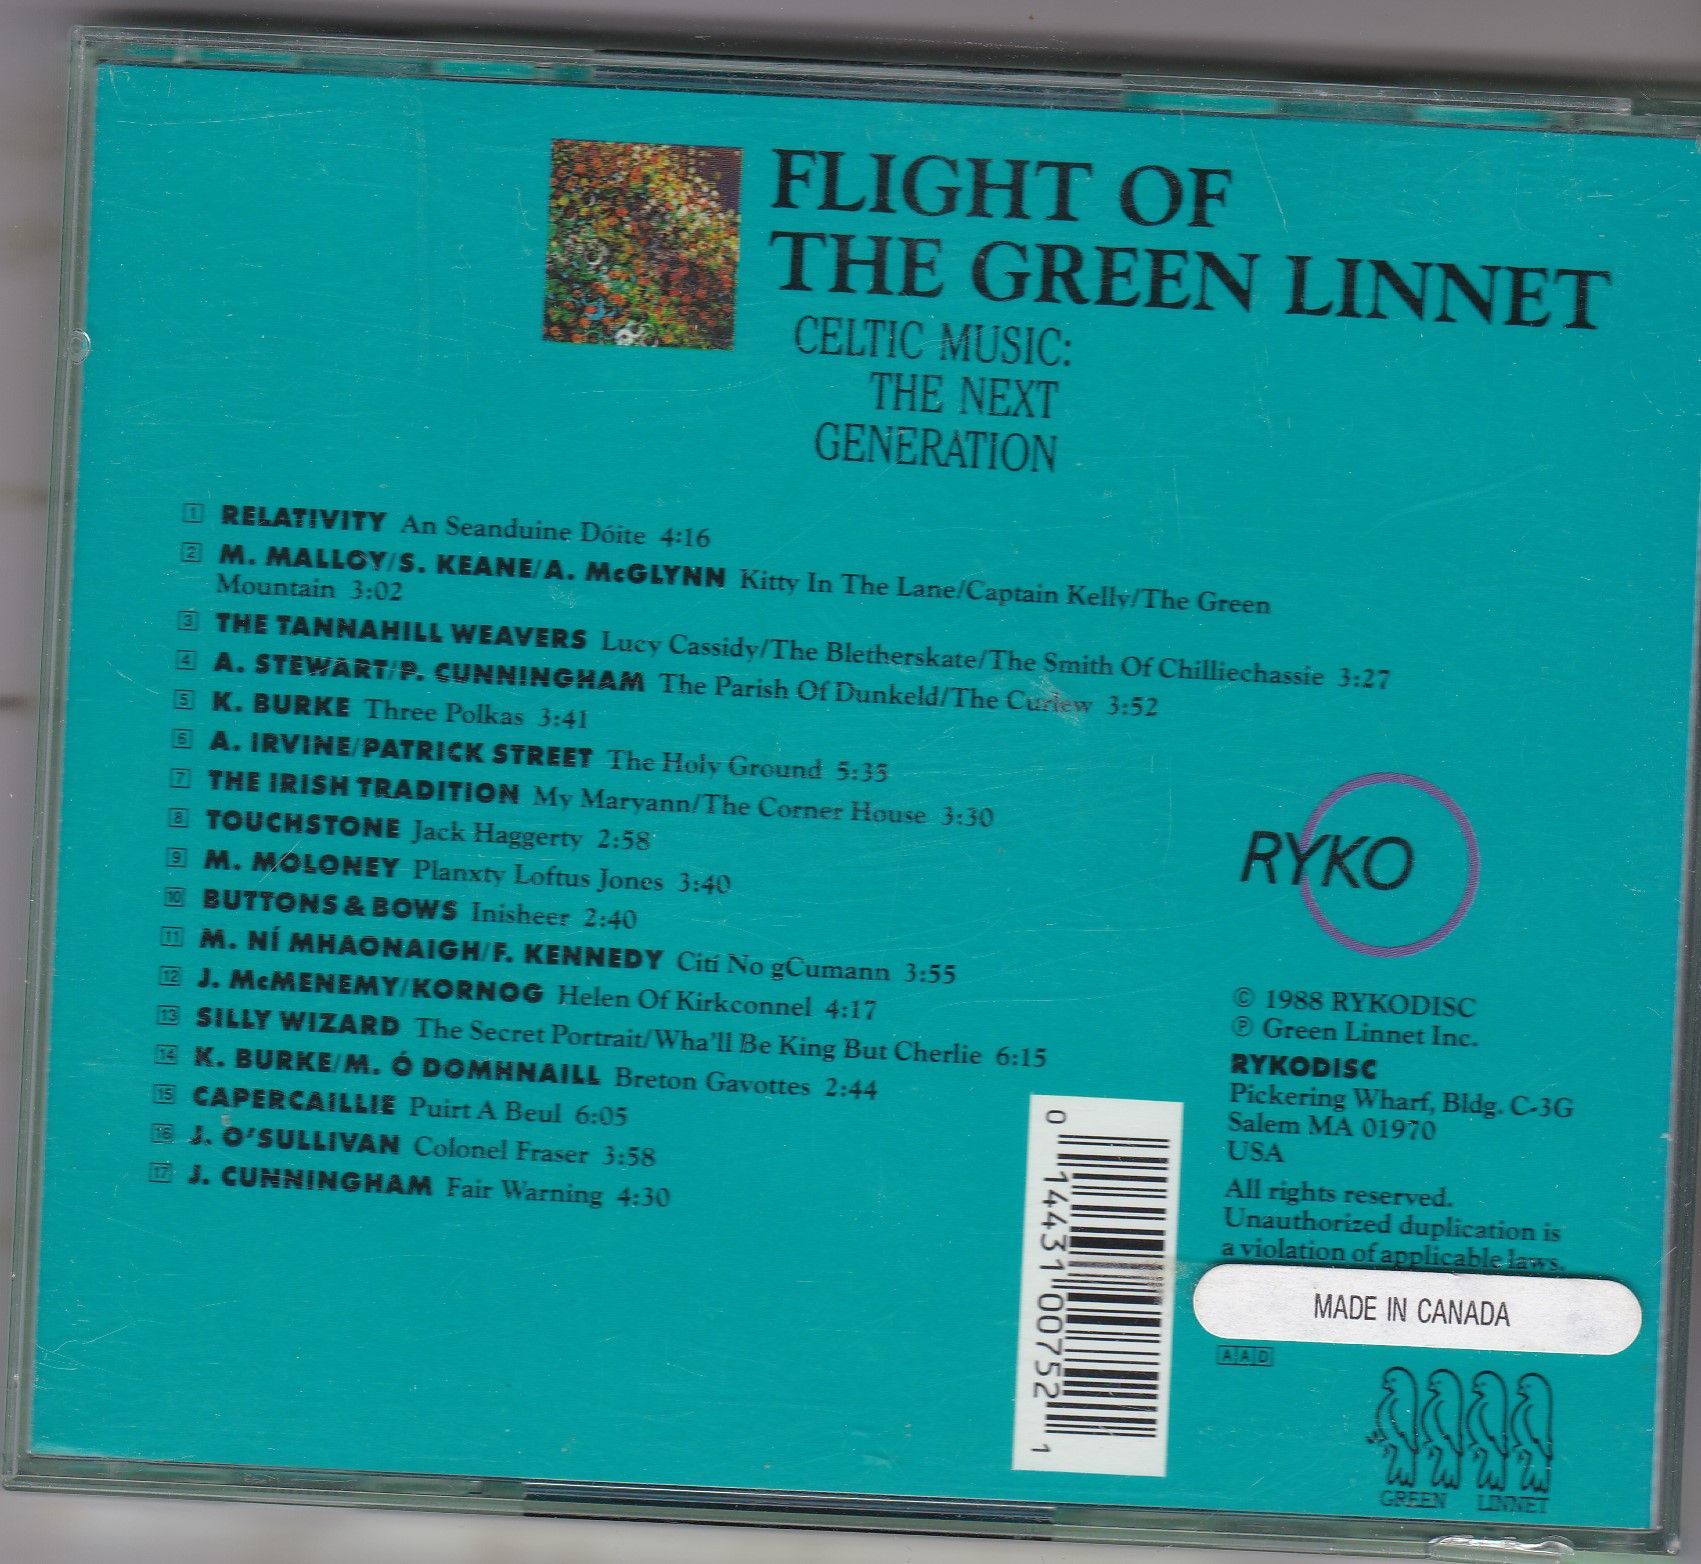 FLIGHT OF
THE GREEN LINNET
CELTIC MUSIC:
THE NEXT
GENERATION
1 RELATIVITY An Seanduine Dóite 4:16
2 M. MALLOY/S. KEANE/A. McGLYNN Kitty In The Lane/Captain Kelly/The Green
Mountain 3:02
3 THE TANNAHILL WEAVERS Lucy Cassidy/The Bletherskate/The Smith Of Chilliechassie 3:27
4 A. STEWART/P. CUNNINGHAM The Parish Of Dunkeld/The Curlew 3:52
5 K. BURKE Three Polkas 3:41
6 A. IRVINE/PATRICK STREET The Holy Ground 5:35
7 THE IRISH TRADITION My Maryann/The Corner House 3:30
8 TOUCHSTONE Jack Haggerty 2:58
9 M. MOLONEY Planxty Loftus Jones 3:40
10 BUTTONS & BOWS Inisheer 2:40
11 M. NÍ MHAONAIGH/F. KENNEDY Cití No gCumann 3:55
12 J. McMENEMY/KORNOG Helen Of Kirkconnel 4:17
13 SILLY WIZARD The Secret Portrait/Wha'll Be King But Cherlie 6:15
14 K. BURKE/M. Ó DOMHNAILL Breton Gavottes 2:44
15 CAPERCAILLIE Puirt A Beul 6:05
16 J. O'SULLIVAN Colonel Fraser 3:58
17 J. CUNNINGHAM Fair Warning 4:30
RYKO
© 1988 RYKODISC
℗ Green Linnet Inc.
RYKODISC
Pickering Wharf, Bldg. C-3G
Salem MA 01970
USA
All rights reserved.
Unauthorized duplication is
a violation of applicable laws.
MADE IN CANADA
AAD
0 14431 00752 1
GREEN LINNET